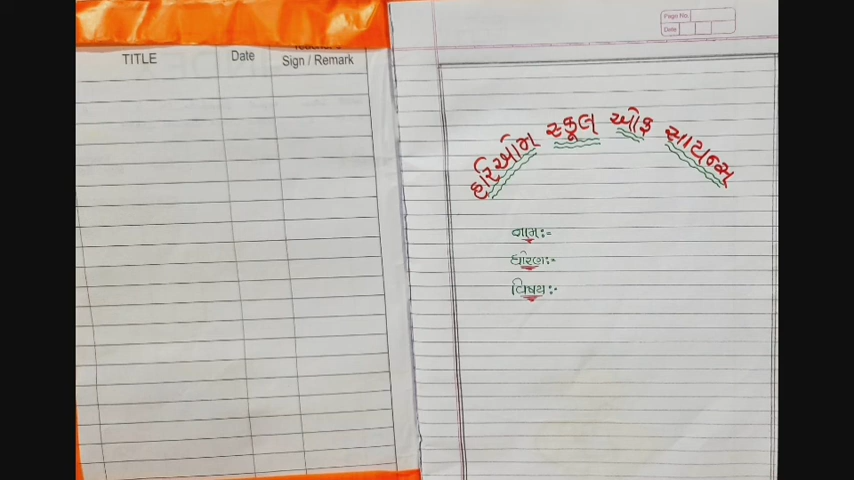 TITLE
Date
Sign / Remark
Page No.
Date
હરિઓમ સ્કૂલ ઓફ સાયન્સ
નામ:-
ધોરણ:-
વિષય:-